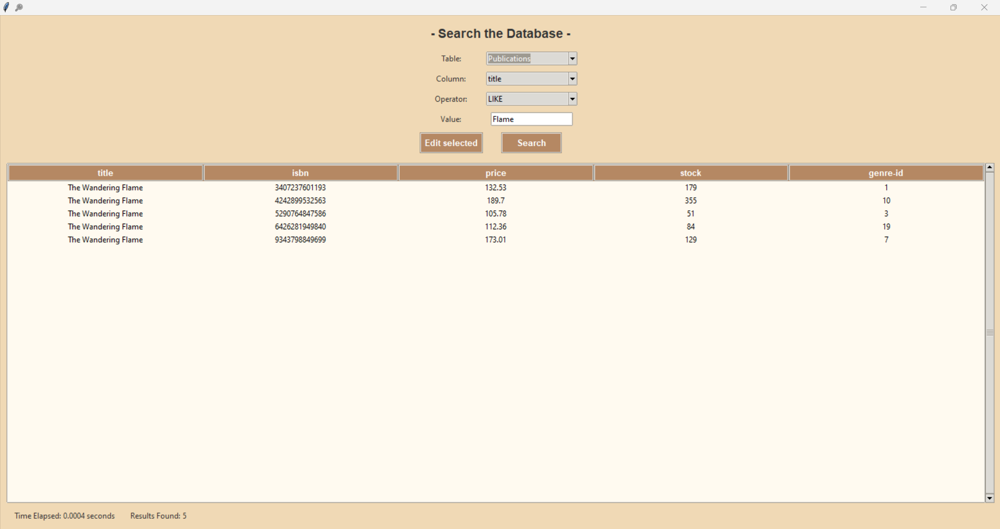 - Search the Database -
Table: Publications
Column: title
Operator: LIKE
Value: Flame
Edit selected Search
title isbn price stock genre-id
The Wandering Flame 3407237601193 132.53 179 1
The Wandering Flame 4242899532563 189.7 355 10
The Wandering Flame 5290764847586 105.78 51 3
The Wandering Flame 6426281949840 112.36 84 19
The Wandering Flame 9343798849699 173.01 129 7
Time Elapsed: 0.0004 seconds Results Found: 5